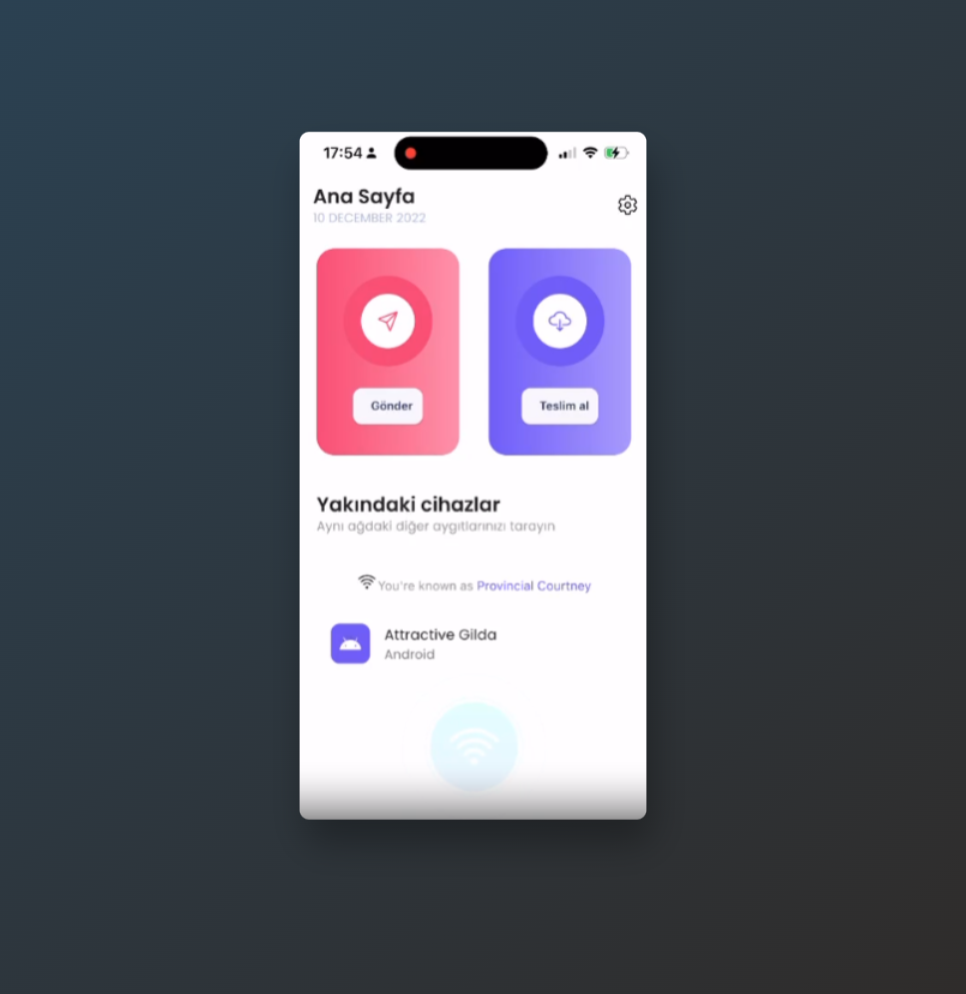 17:54
Ana Sayfa
10 DECEMBER 2022
Gönder
Teslim al
Yakındaki cihazlar
Aynı ağdaki diğer aygıtlarınızı tarayın
You're known as Provincial Courtney
Attractive Gilda
Android